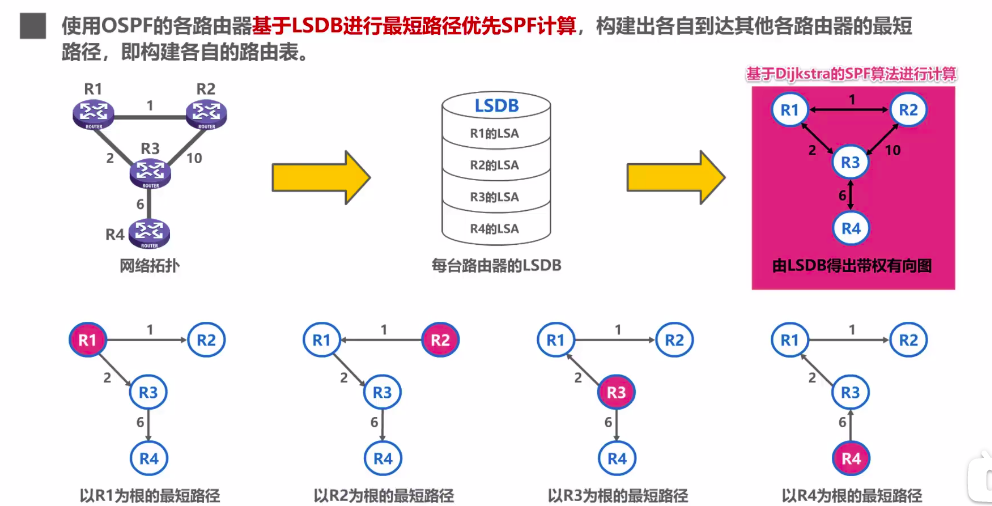 使用OSPF的各路由器基于LSDB进行最短路径优先SPF计算，构建出各自到达其他各路由器的最短
路径，即构建各自的路由表。
基于Dijkstra的SPF算法进行计算
R1
R2
1
ROUTER
ROUTER
2
R3
10
ROUTER
6
R4
ROUTER
网络拓扑
LSDB
R1的LSA
R2的LSA
R3的LSA
R4的LSA
每台路由器的LSDB
R1
1
R2
2
R3
10
6
R4
由LSDB得出带权有向图
R1
1
R2
2
R3
6
R4
以R1为根的最短路径
R1
1
R2
2
R3
6
R4
以R2为根的最短路径
R1
1
R2
2
R3
6
R4
以R3为根的最短路径
R1
1
R2
2
R3
6
R4
以R4为根的最短路径